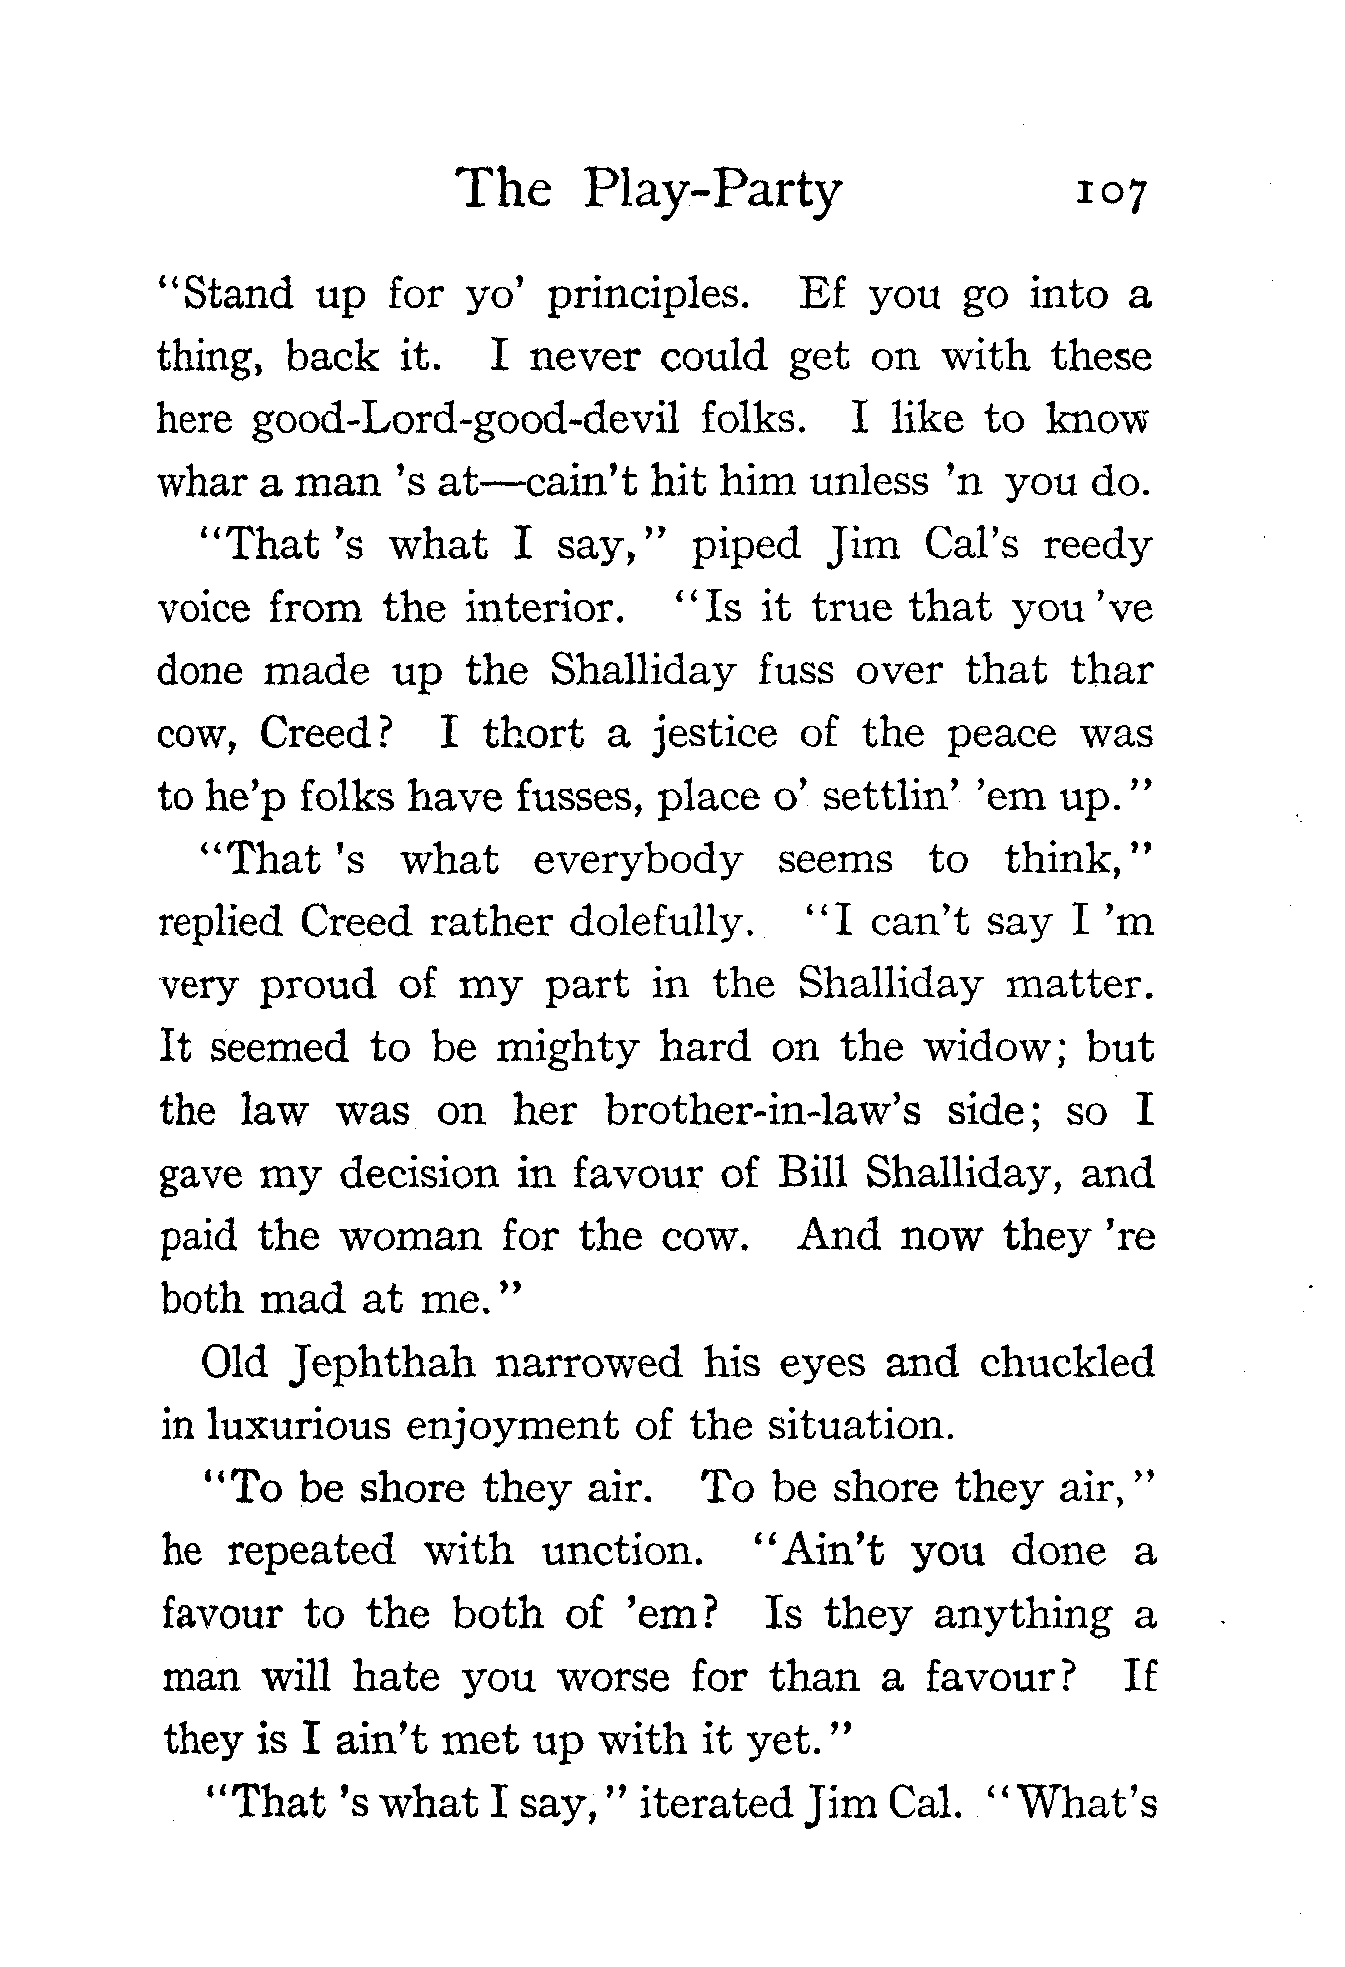 The Play-Party 107
"Stand up for yo' principles. Ef you go into a
thing, back it. I never could get on with these
here good-Lord-good-devil folks. I like to know
whar a man 's at—cain't hit him unless 'n you do.
"That 's what I say," piped Jim Cal's reedy
voice from the interior. "Is it true that you 've
done made up the Shalliday fuss over that thar
cow, Creed? I thort a jestice of the peace was
to he'p folks have fusses, place o' settlin' 'em up."
"That 's what everybody seems to think,"
replied Creed rather dolefully. "I can't say I 'm
very proud of my part in the Shalliday matter.
It seemed to be mighty hard on the widow; but
the law was on her brother-in-law's side; so I
gave my decision in favour of Bill Shalliday, and
paid the woman for the cow. And now they 're
both mad at me."
Old Jephthah narrowed his eyes and chuckled
in luxurious enjoyment of the situation.
"To be shore they air. To be shore they air,"
he repeated with unction. "Ain't you done a
favour to the both of 'em? Is they anything a
man will hate you worse for than a favour? If
they is I ain't met up with it yet."
"That 's what I say," iterated Jim Cal. "What's